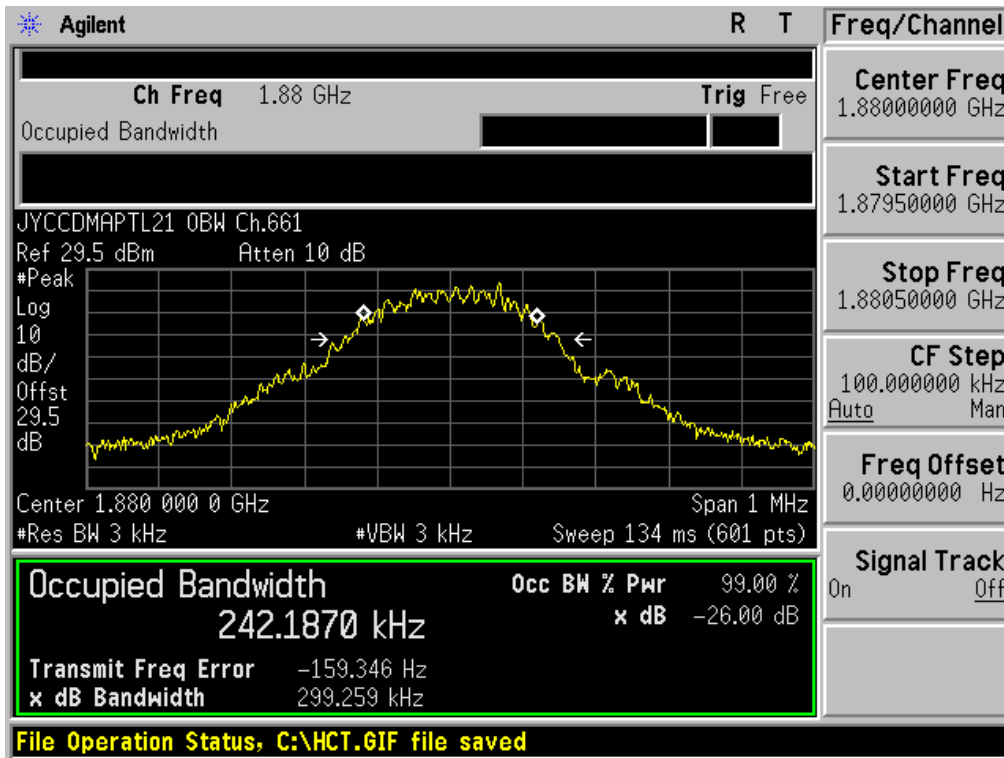 Agilent R T
Ch Freq 1.88 GHz Trig Free
Occupied Bandwidth
JYCCDMAPTL21 OBW Ch.661
Ref 29.5 dBm Atten 10 dB
#Peak
Log
10
dB/
Offst
29.5
dB
Center 1.880 000 0 GHz Span 1 MHz
#Res BW 3 kHz #VBW 3 kHz Sweep 134 ms (601 pts)
Occupied Bandwidth
242.1870 kHz
Occ BW % Pwr 99.00 %
x dB -26.00 dB
Transmit Freq Error -159.346 Hz
x dB Bandwidth 299.259 kHz
File Operation Status, C:\HCT.GIF file saved
Freq/Channel
Center Freq
1.88000000 GHz
Start Freq
1.87950000 GHz
Stop Freq
1.88050000 GHz
CF Step
100.000000 kHz
Auto Man
Freq Offset
0.00000000 Hz
Signal Track
On Off